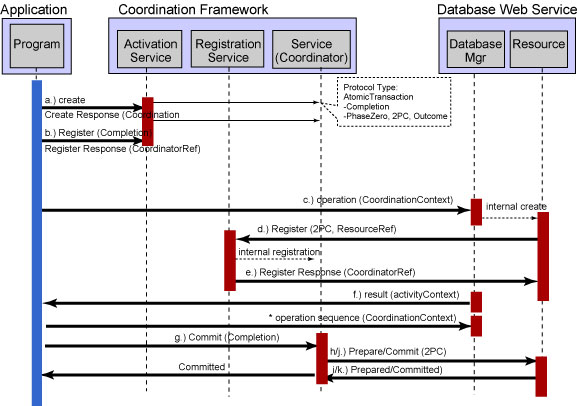 Application
Coordination Framework
Database Web Service
Program
Activation
Service
Registration
Service
Service
(Coordinator)
Database
Mgr
Resource
Protocol Type:
AtomicTransaction
-Completion
-PhaseZero, 2PC, Outcome
a.) create
Create Response (Coordination
b.) Register (Completion)
Register Response (CoordinatorRef)
c.) operation (CoordinationContext)
internal create
d.) Register (2PC, ResourceRef)
internal registration
e.) Register Response (CoordinatorRef)
f.) result (activityContext)
* operation sequence (CoordinationContext)
g.) Commit (Completion)
h/j.) Prepare/Commit (2PC)
Committed
i/k.) Prepared/Committed)